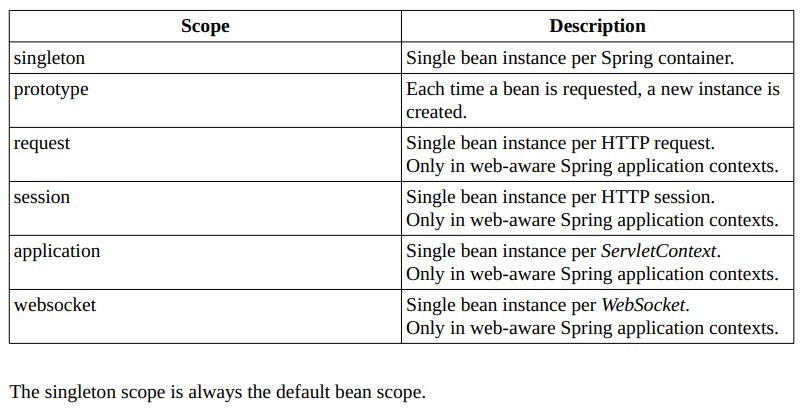 Scope Description
singleton Single bean instance per Spring container.
prototype Each time a bean is requested, a new instance is
created.
request Single bean instance per HTTP request.
Only in web-aware Spring application contexts.
session Single bean instance per HTTP session.
Only in web-aware Spring application contexts.
application Single bean instance per ServletContext.
Only in web-aware Spring application contexts.
websocket Single bean instance per WebSocket.
Only in web-aware Spring application contexts.
The singleton scope is always the default bean scope.